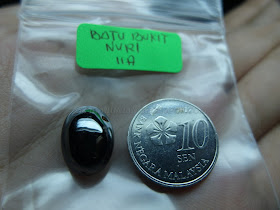 BATU BUKIT
NURI
11A
10
SEN
BANK NEGARA MALAYSIA